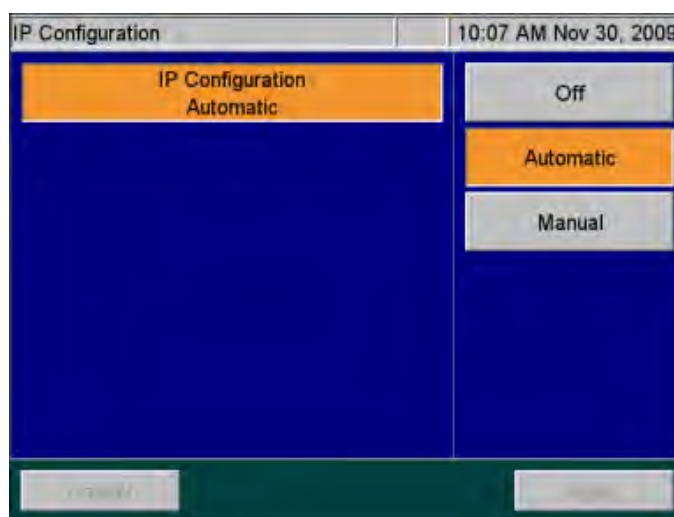 IP Configuration
10:07 AM Nov 30, 2009
IP Configuration
Automatic
Off
Automatic
Manual